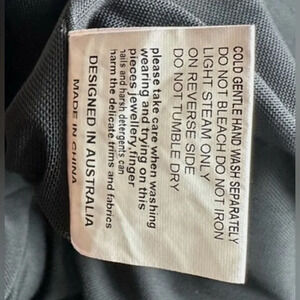 COLD GENTLE HAND WASH SEPARATELY
DO NOT BLEACH DO NOT IRON
LIGHT STEAM ONLY
ON REVERSE SIDE
DO NOT TUMBLE DRY
please take care when washing
wearing and trying on this
pieces jewellery,finger
nails and harsh detergents can
harm the delicate trims and fabrics
DESIGNED IN AUSTRALIA
MADE IN CHINA